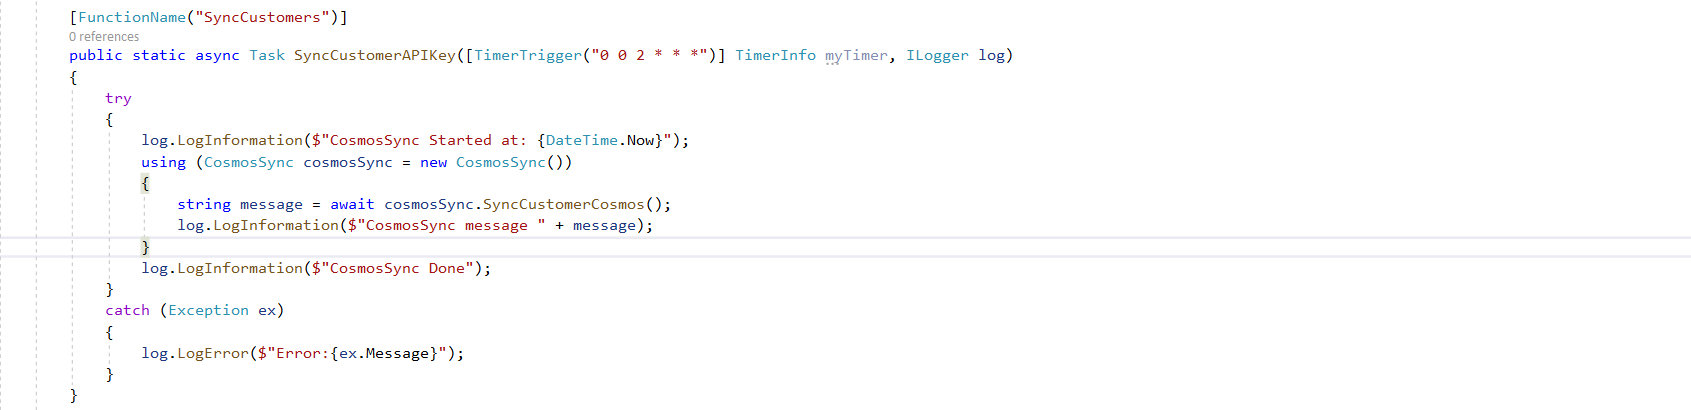 [FunctionName("SyncCustomers")]
0 references
public static async Task SyncCustomerAPIKey([TimerTrigger("0 0 2 * * *")] TimerInfo myTimer, ILogger log)
{
try
{
log.LogInformation($"CosmosSync Started at: {DateTime.Now}");
using (CosmosSync cosmosSync = new CosmosSync())
{
string message = await cosmosSync.SyncCustomerCosmos();
log.LogInformation($"CosmosSync message " + message);
}
log.LogInformation($"CosmosSync Done");
}
catch (Exception ex)
{
log.LogError($"Error:{ex.Message}");
}
}